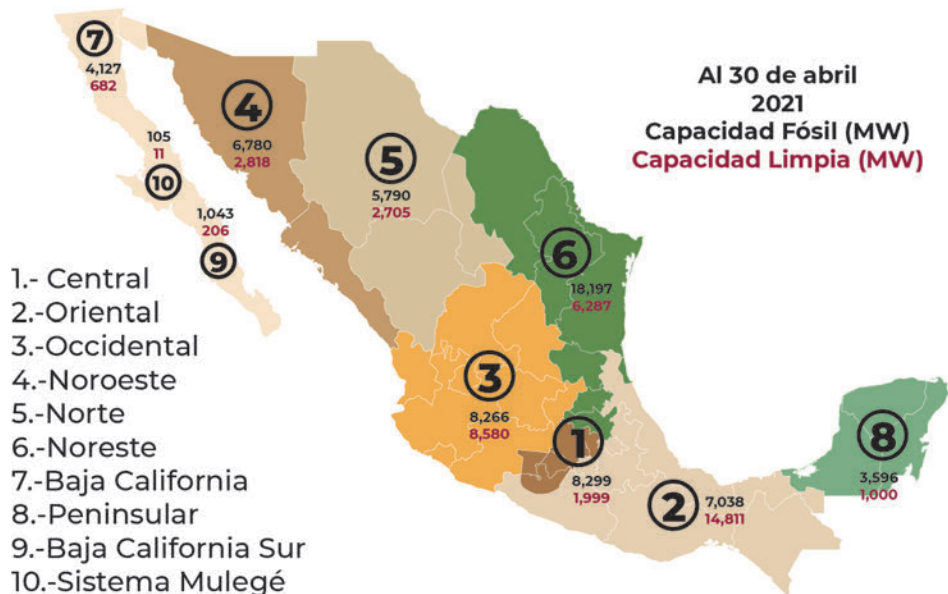 Al 30 de abril
2021
Capacidad Fósil (MW)
Capacidad Limpia (MW)
7
4,127
682
4
6,780
2,818
5
5,790
2,705
105
11
10
1,043
206
9
6
18,197
6,287
3
8,266
8,580
1
8,299
1,999
2
7,038
14,811
8
3,596
1,000
1.- Central
2.-Oriental
3.-Occidental
4.-Noroeste
5.-Norte
6.-Noreste
7.-Baja California
8.-Peninsular
9.-Baja California Sur
10.-Sistema Mulegé